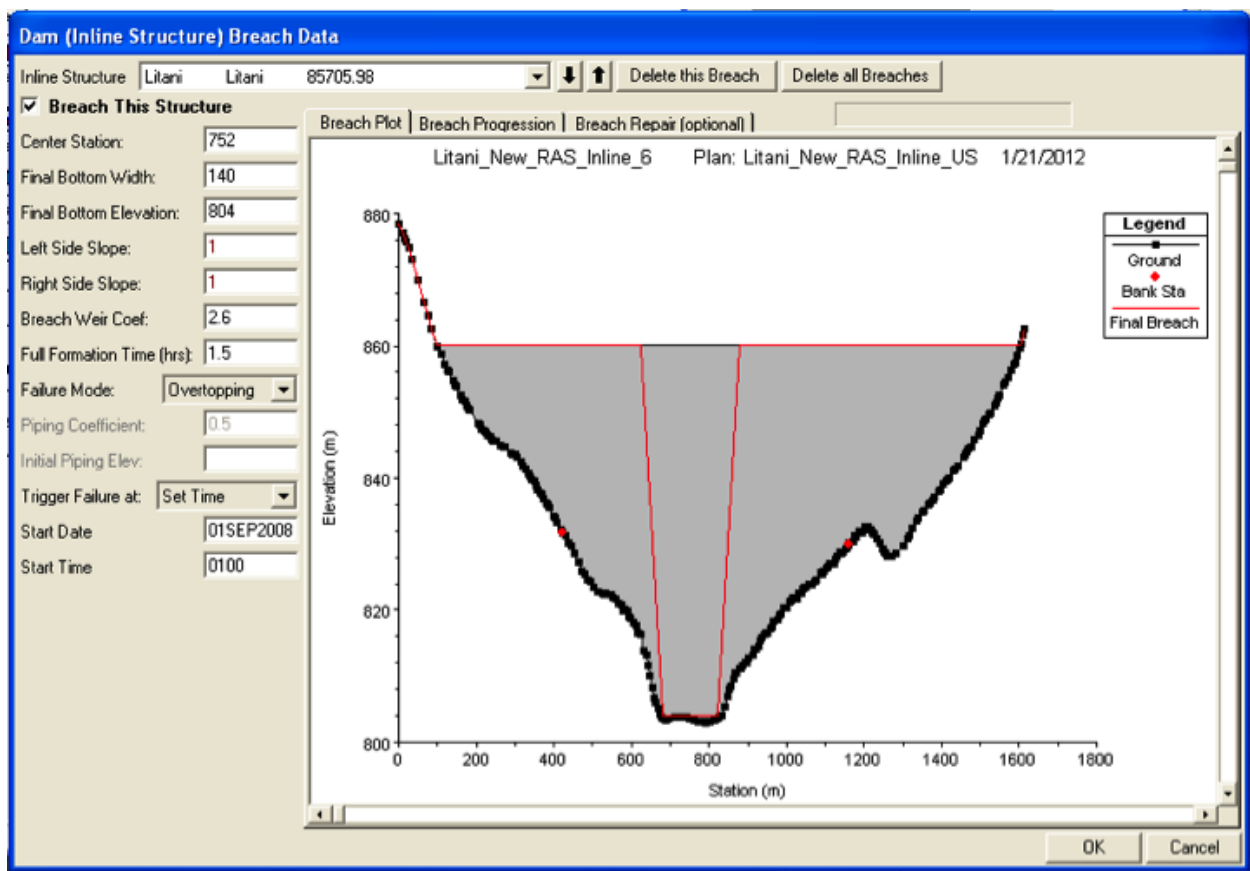 Dam (Inline Structure) Breach Data
Inline Structure Litani Litani 85705.98 Delete this Breach Delete all Breaches
Breach This Structure
Center Station: 752
Final Bottom Width: 140
Final Bottom Elevation: 804
Left Side Slope: 1
Right Side Slope: 1
Breach Weir Coef: 2.6
Full Formation Time (hrs): 1.5
Failure Mode: Overtopping
Piping Coefficient: 0.5
Initial Piping Elev:
Trigger Failure at: Set Time
Start Date 01SEP2008
Start Time 0100
Breach Plot Breach Progression Breach Repair (optional)
Litani_New_RAS_Inline_6 Plan: Litani_New_RAS_Inline_US 1/21/2012
Legend
Ground
Bank Sta
Final Breach
Elevation (m)
880
860
840
820
800
0 200 400 600 800 1000 1200 1400 1600 1800
Station (m)
OK Cancel